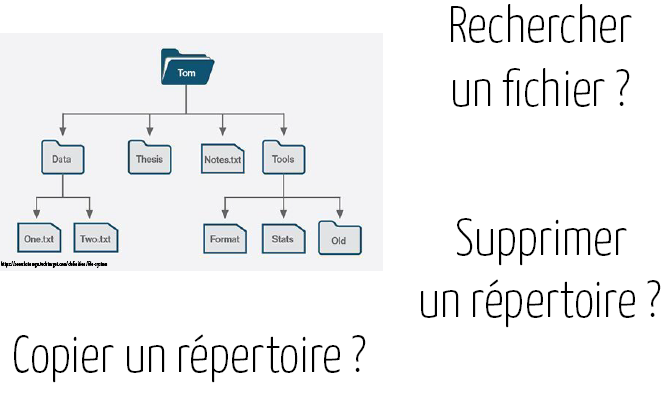 Rechercher
un fichier ?
Tom
Data
Thesis
Notes.txt
Tools
One.txt
Two.txt
Format
Stats
Old
Supprimer
un répertoire ?
Copier un répertoire ?